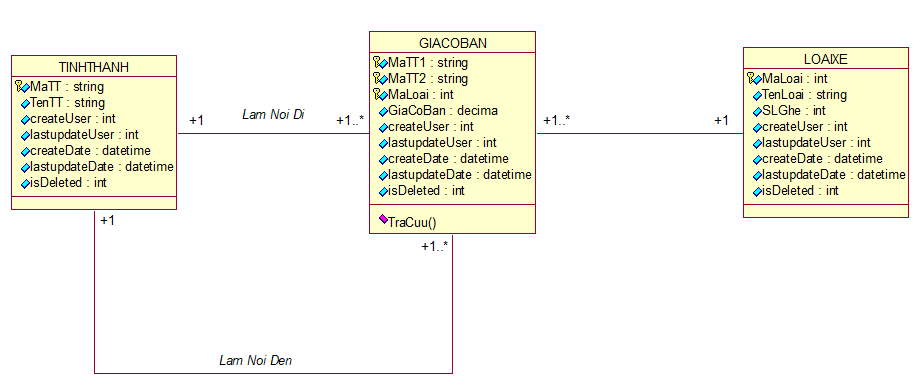 TINHTHANH
MaTT : string
TenTT : string
createUser : int
lastupdateUser : int
createDate : datetime
lastupdateDate : datetime
isDeleted : int
+1
Lam Noi Di
+1..*
GIACOBAN
MaTT1 : string
MaTT2 : string
MaLoai : int
GiaCoBan : decima
createUser : int
lastupdateUser : int
createDate : datetime
lastupdateDate : datetime
isDeleted : int
TraCuu()
+1..*
+1
LOAIXE
MaLoai : int
TenLoai : string
SLGhe : int
createUser : int
lastupdateUser : int
createDate : datetime
lastupdateDate : datetime
isDeleted : int
+1
+1..*
Lam Noi Den